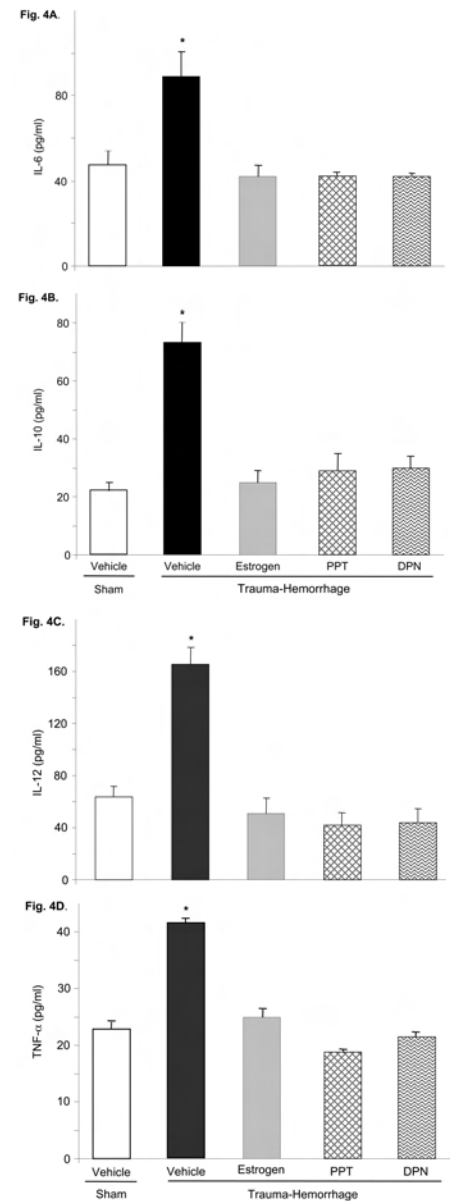 Fig. 4A.
80
40
0
IL-6 (pg/ml)
*
Fig. 4B.
80
60
40
20
0
IL-10 (pg/ml)
*
Vehicle Vehicle Estrogen PPT DPN
Sham Trauma-Hemorrhage
Fig. 4C.
160
120
80
40
0
IL-12 (pg/ml)
*
Fig. 4D.
40
30
20
10
0
TNF-α (pg/ml)
*
Vehicle Vehicle Estrogen PPT DPN
Sham Trauma-Hemorrhage